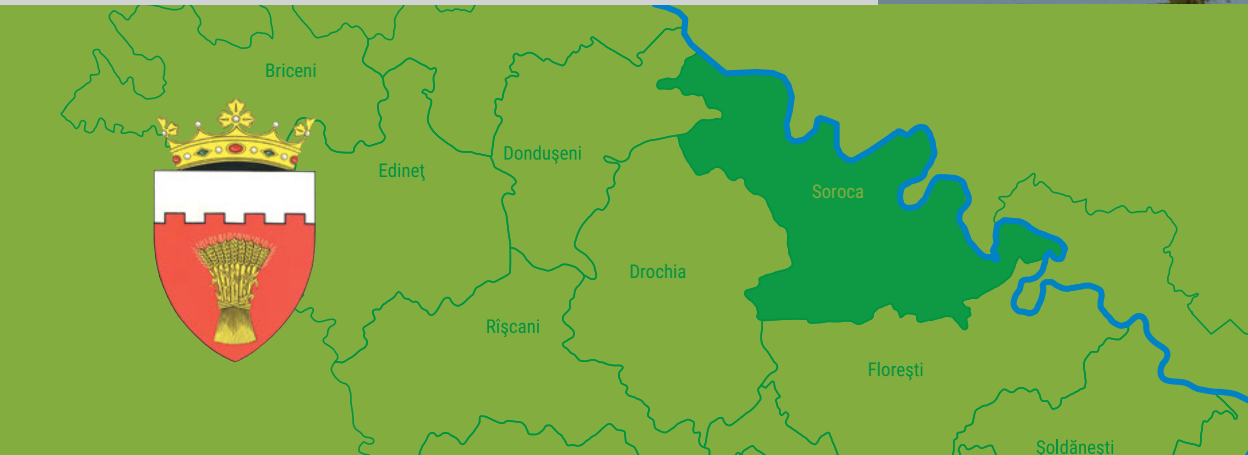 Briceni
Donduşeni
Edineţ
Soroca
Drochia
Rîşcani
Floreşti
Şoldăneşti